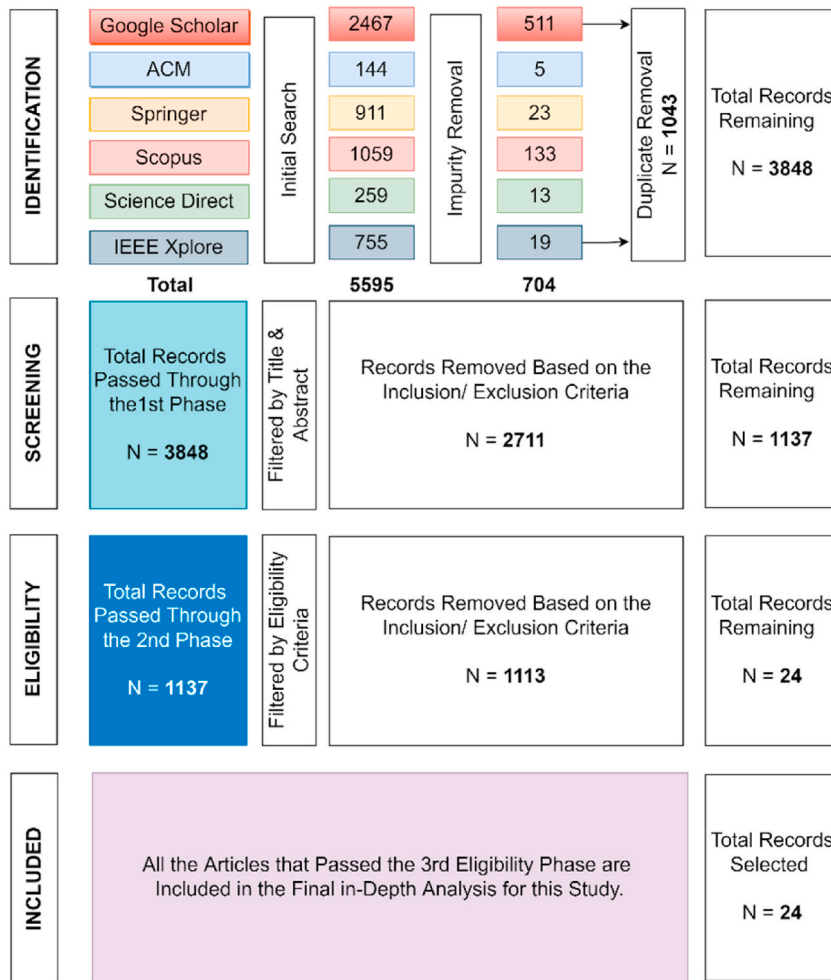 IDENTIFICATION
Google Scholar
ACM
Springer
Scopus
Science Direct
IEEE Xplore
Total
Initial Search
2467
144
911
1059
259
755
5595
Impurity Removal
511
5
23
133
13
19
704
Duplicate Removal
N = 1043
Total Records
Remaining
N = 3848
SCREENING
Total Records
Passed Through
the1st Phase
N = 3848
Filtered by Title &
Abstract
Records Removed Based on the
Inclusion/ Exclusion Criteria
N = 2711
Total Records
Remaining
N = 1137
ELIGIBILITY
Total Records
Passed Through
the 2nd Phase
N = 1137
Filtered by Eligibility
Criteria
Records Removed Based on the
Inclusion/ Exclusion Criteria
N = 1113
Total Records
Remaining
N = 24
INCLUDED
All the Articles that Passed the 3rd Eligibility Phase are
Included in the Final in-Depth Analysis for this Study.
Total Records
Selected
N = 24